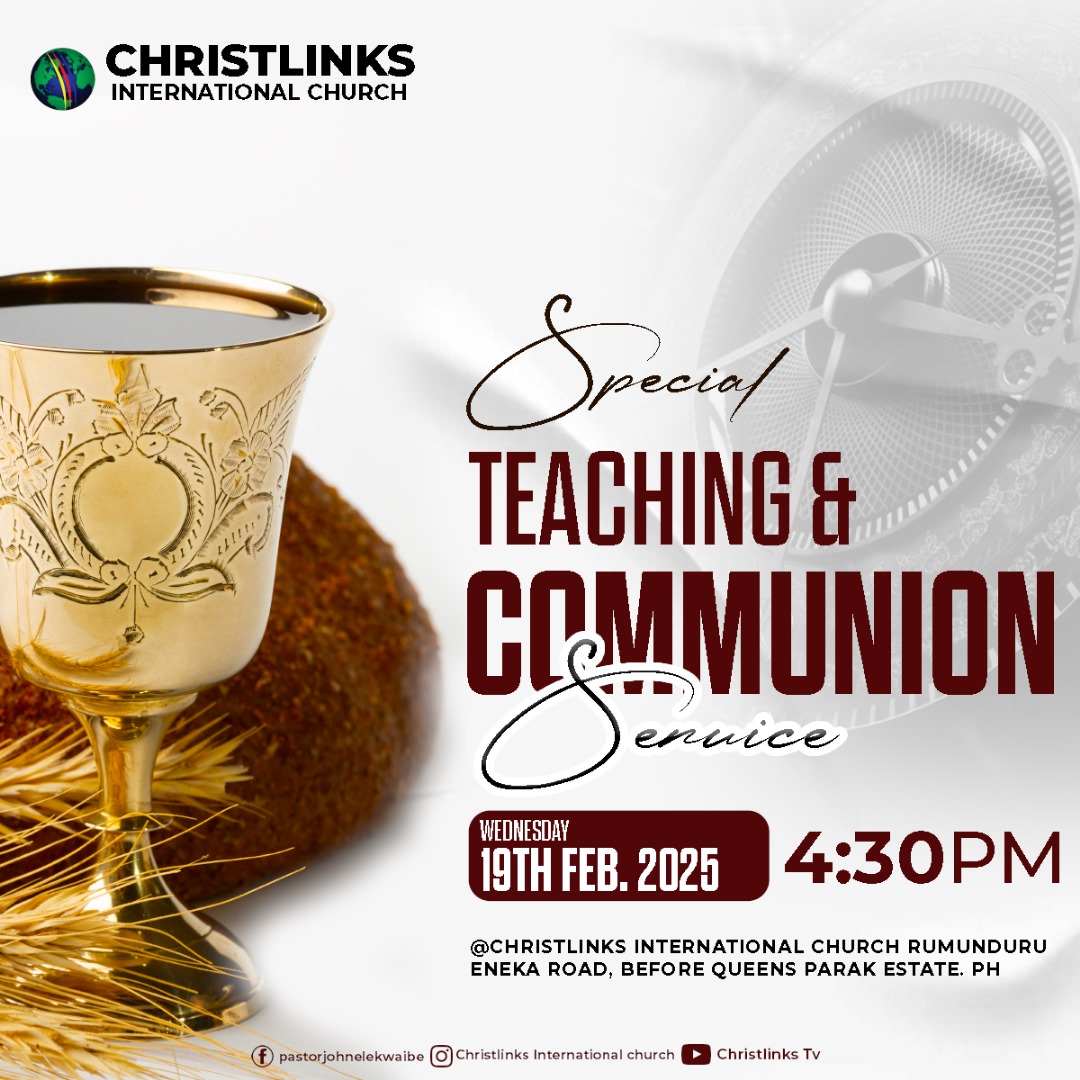 CHRISTLINKS
INTERNATIONAL CHURCH
Special
TEACHING &
COMMUNION
Service
WEDNESDAY
19TH FEB. 2025
4:30PM
@CHRISTLINKS INTERNATIONAL CHURCH RUMUNDURU
ENEKA ROAD, BEFORE QUEENS PARAK ESTATE. PH
pastorjohnelekwaibe Christlinks International church Christlinks Tv